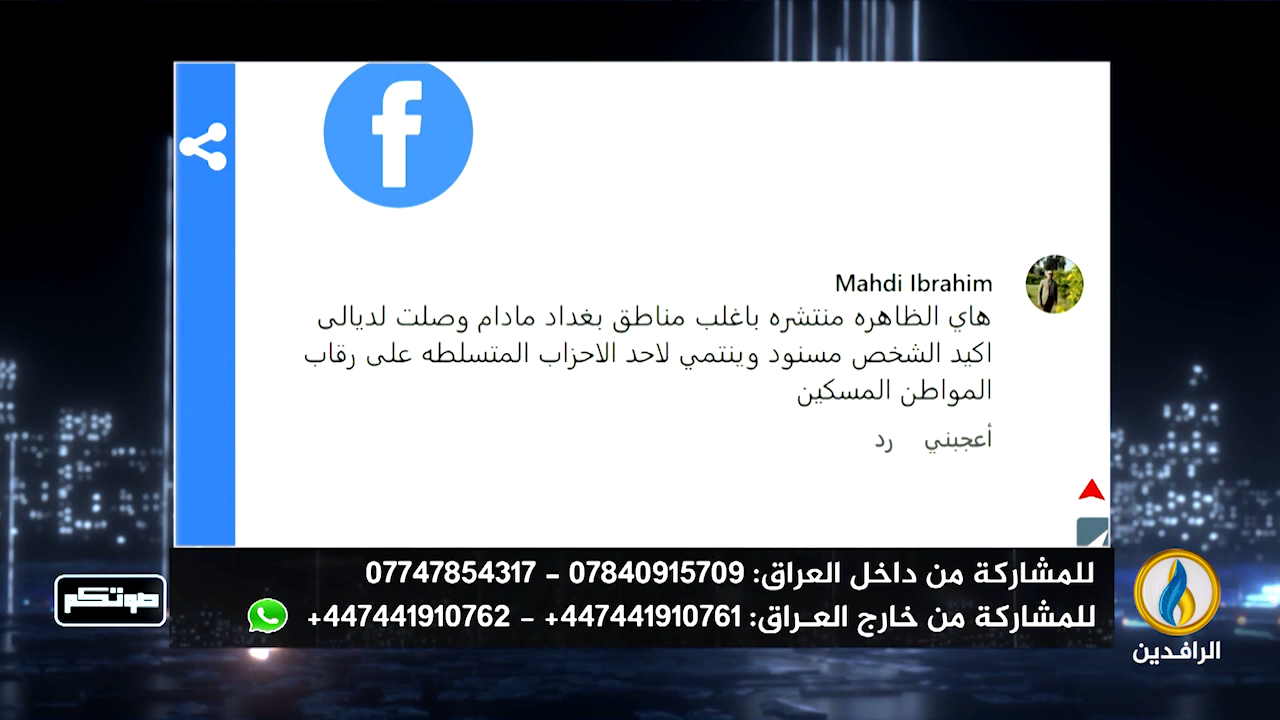 Mahdi Ibrahim
هاي الظاهره منتشره باغلب مناطق بغداد مادام وصلت لديالى
اكيد الشخص مسنود وينتمي لاحد الاحزاب المتسلطه على رقاب
المواطن المسكين
أعجبني رد
للمشاركة من داخل العراق: 07840915709 - 07747854317
للمشاركة من خارج العـراق: 447441910761+ - 447441910762+
صوتكم
الرافدين